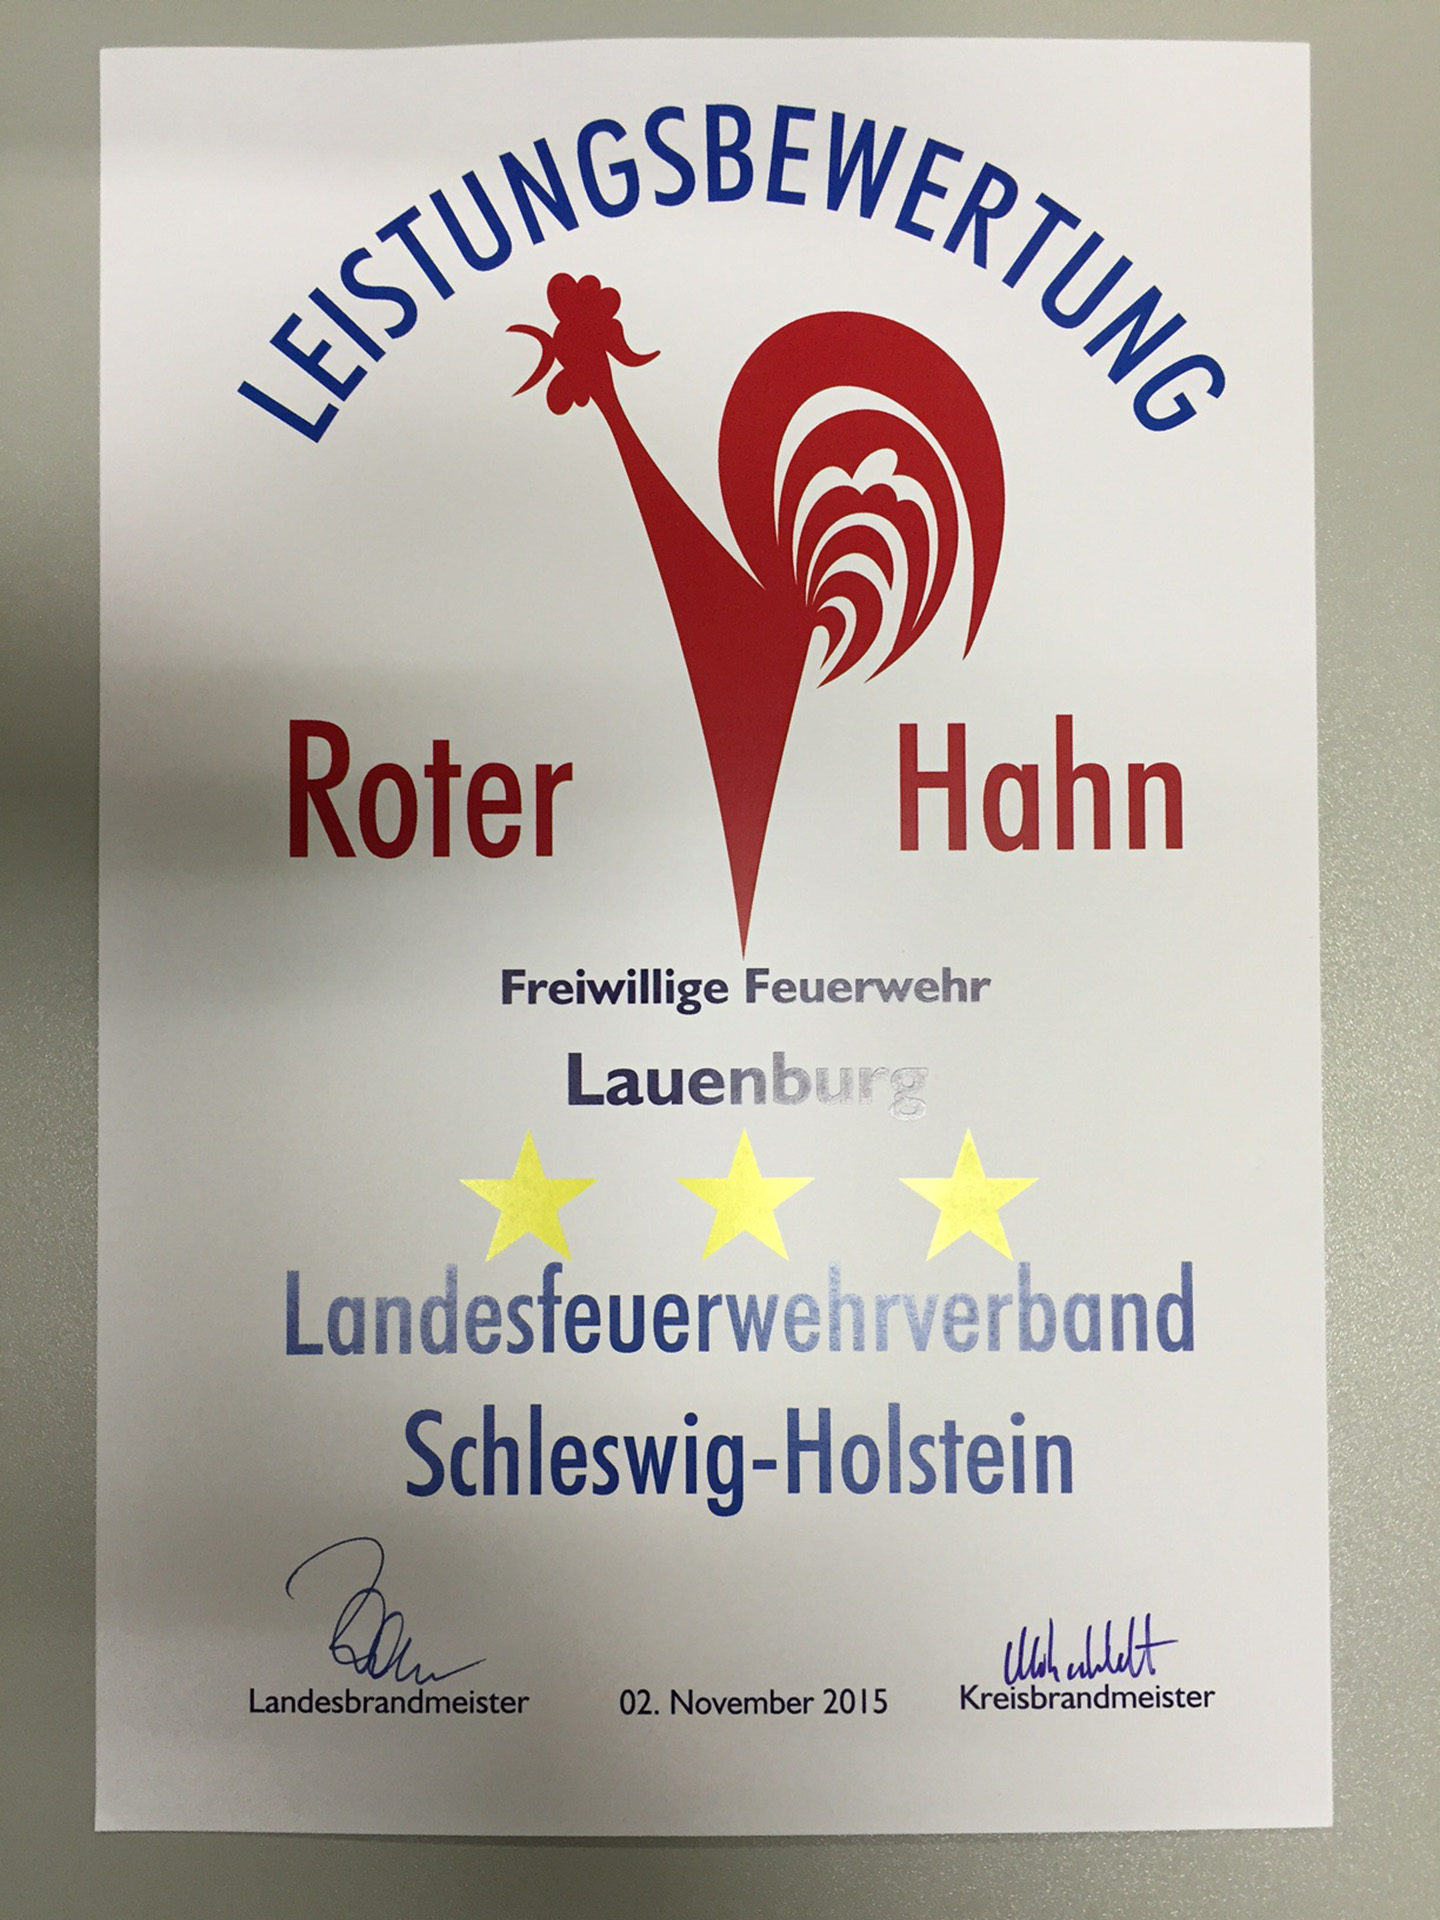 LEISTUNGSBEWERTUNG
Roter Hahn
Freiwillige Feuerwehr
Lauenburg
Landesfeuerwehrverband
Schleswig-Holstein
Landesbrandmeister 02. November 2015 Kreisbrandmeister